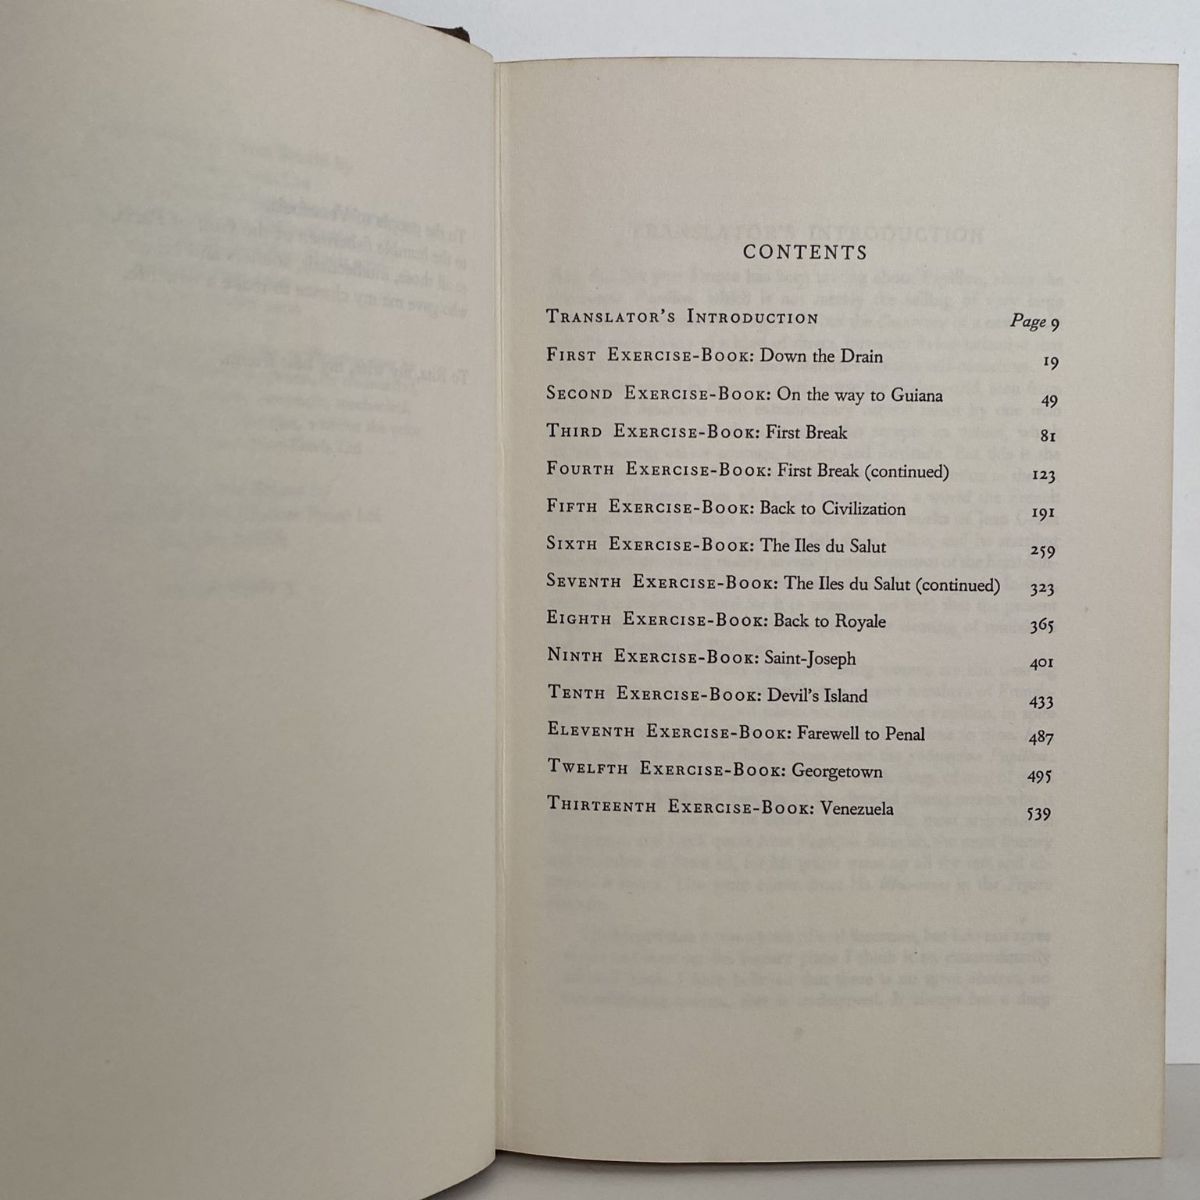 CONTENTS
TRANSLATOR'S INTRODUCTION Page 9
FIRST EXERCISE-BOOK: Down the Drain 19
SECOND EXERCISE-BOOK: On the way to Guiana 49
THIRD EXERCISE-BOOK: First Break 81
FOURTH EXERCISE-BOOK: First Break (continued) 123
FIFTH EXERCISE-BOOK: Back to Civilization 191
SIXTH EXERCISE-BOOK: The Iles du Salut 259
SEVENTH EXERCISE-BOOK: The Iles du Salut (continued) 323
EIGHTH EXERCISE-BOOK: Back to Royale 365
NINTH EXERCISE-BOOK: Saint-Joseph 401
TENTH EXERCISE-BOOK: Devil's Island 433
ELEVENTH EXERCISE-BOOK: Farewell to Penal 487
TWELFTH EXERCISE-BOOK: Georgetown 495
THIRTEENTH EXERCISE-BOOK: Venezuela 539